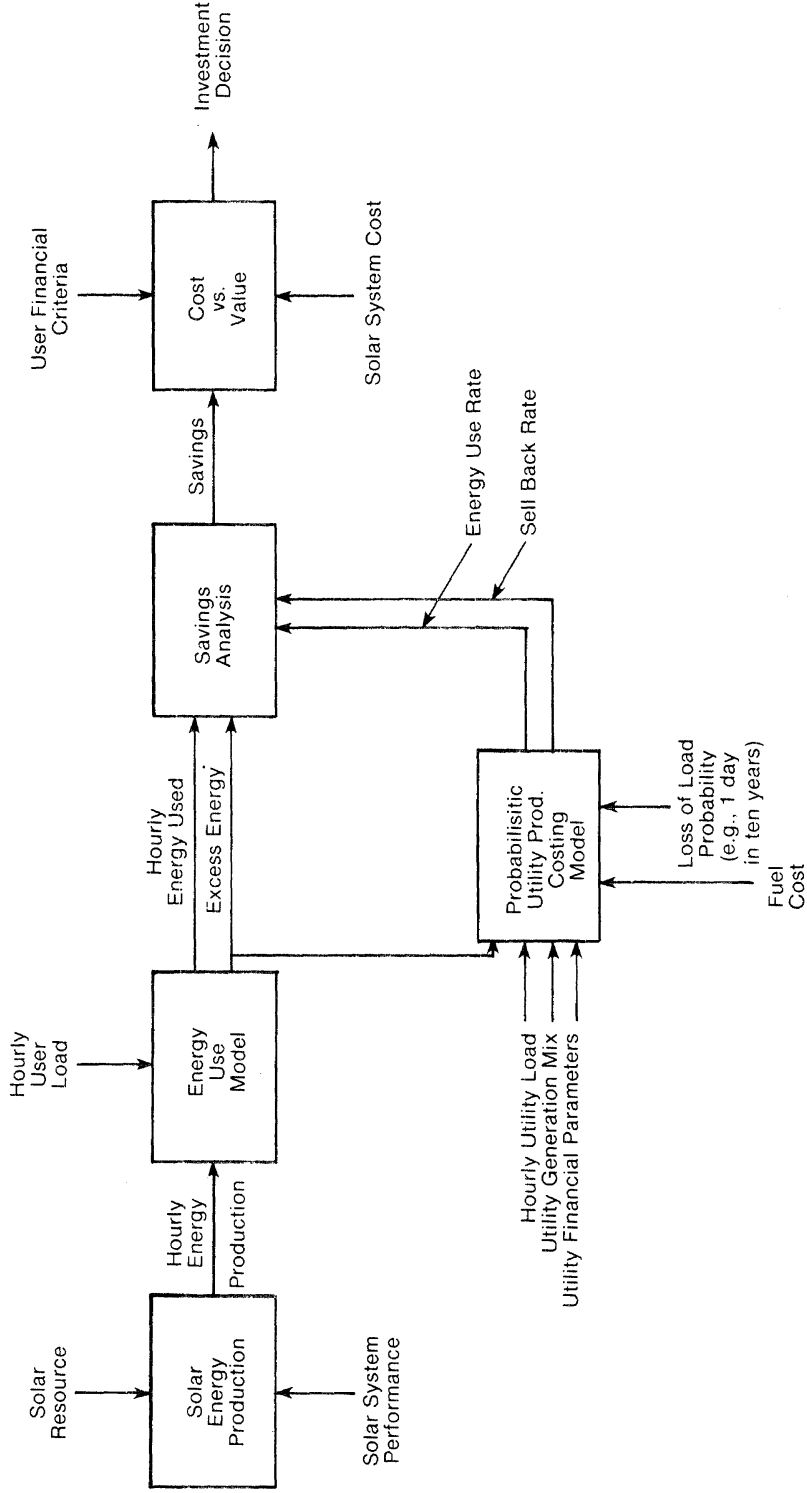 Solar
Resource
Solar
Energy
Production
Solar System
Performance
Hourly
Energy
Production
Hourly
User
Load
Energy
Use
Model
Hourly
Energy Used
Excess Energy
Savings
Analysis
Savings
User Financial
Criteria
Cost
vs.
Value
Solar System Cost
Investment
Decision
Energy Use Rate
Sell Back Rate
Hourly Utility Load
Utility Generation Mix
Utility Financial Parameters
Probabilisitic
Utility Prod.
Costing
Model
Fuel
Cost
Loss of Load
Probability
(e.g., 1 day
in ten years)